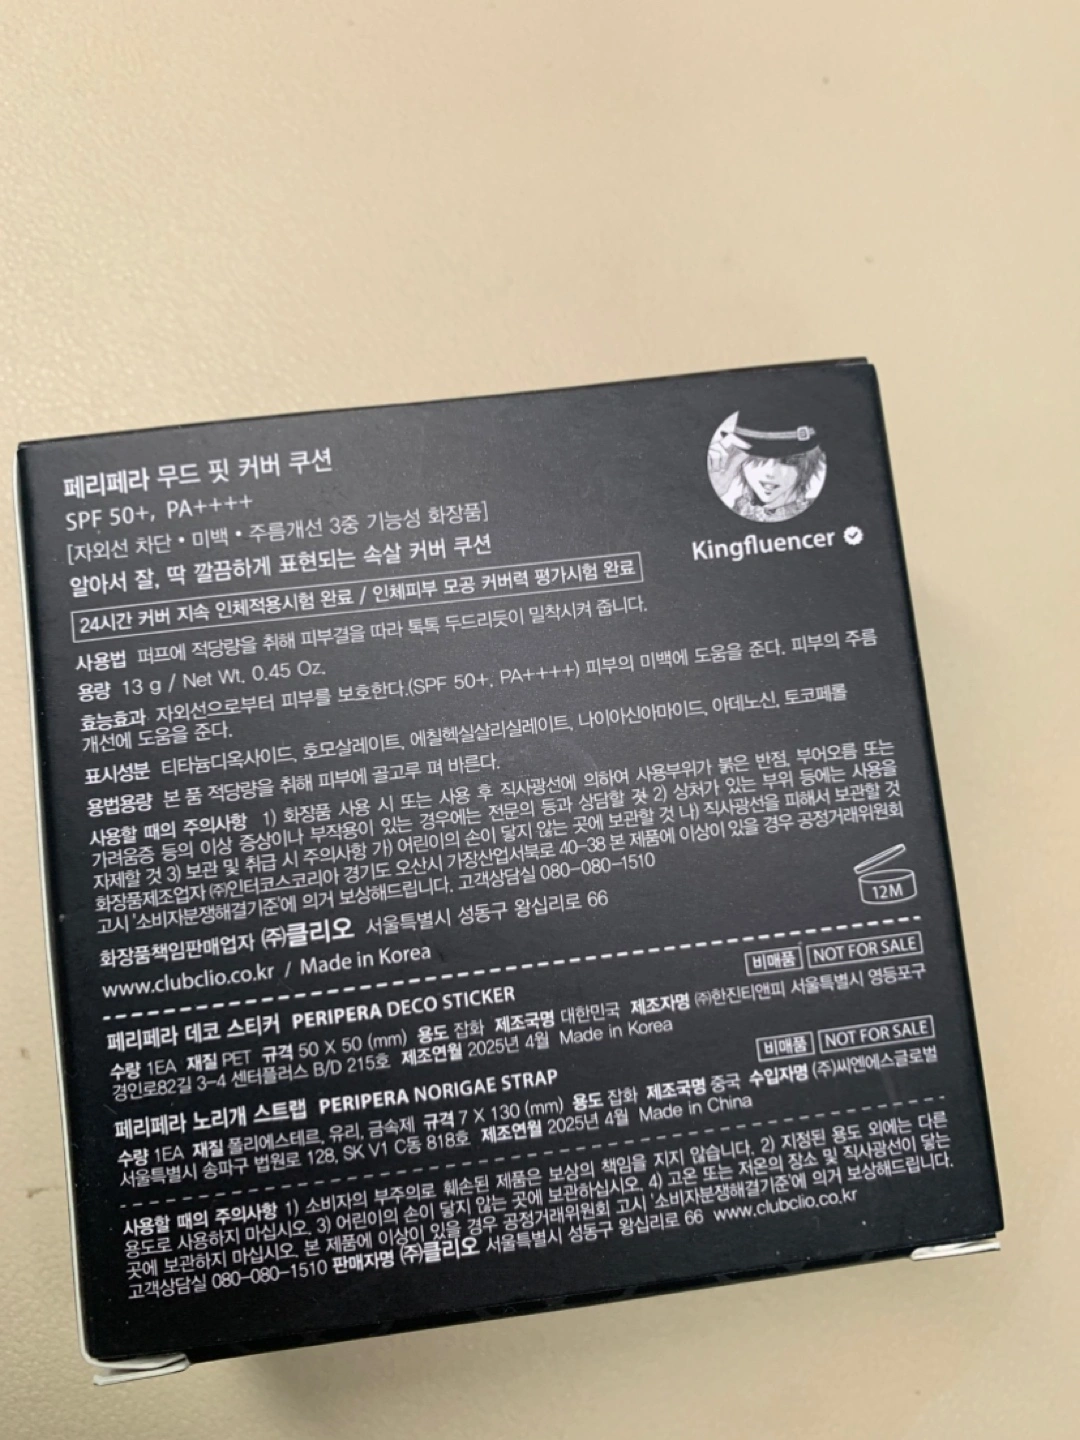 페리페라 무드 핏 커버 쿠션
SPF 50+, PA++++
[자외선 차단 • 미백 • 주름개선 3중 기능성 화장품]
알아서 잘, 딱 깔끔하게 표현되는 속살 커버 쿠션
24시간 커버 지속 인체적용시험 완료 / 인체피부 모공 커버력 평가시험 완료
Kingfluencer
사용법 퍼프에 적당량을 취해 피부결을 따라 톡톡 두드리듯이 밀착시켜 줍니다.
용량 13 g / Net Wt. 0.45 Oz.
효능효과 자외선으로부터 피부를 보호한다.(SPF 50+, PA++++) 피부의 미백에 도움을 준다. 피부의 주름
개선에 도움을 준다.
표시성분 티타늄디옥사이드, 호모살레이트, 에칠헥실살리실레이트, 나이아신아마이드, 아데노신, 토코페롤
용법용량 본 품 적당량을 취해 피부에 골고루 펴 바른다.
사용할 때의 주의사항 1) 화장품 사용 시 또는 사용 후 직사광선에 의하여 사용부위가 붉은 반점, 부어오름 또는
가려움증 등의 이상 증상이나 부작용이 있는 경우에는 전문의 등과 상담할 것 2) 상처가 있는 부위 등에는 사용을
자제할 것 3) 보관 및 취급 시 주의사항 가) 어린이의 손이 닿지 않는 곳에 보관할 것 나) 직사광선을 피해서 보관할 것
화장품제조업자 ㈜인터코스코리아 경기도 오산시 가장산업서북로 40-38 본 제품에 이상이 있을 경우 공정거래위원회
고시 '소비자분쟁해결기준'에 의거 보상해드립니다. 고객상담실 080-080-1510
12M
화장품책임판매업자 ㈜클리오 서울특별시 성동구 왕십리로 66
www.clubclio.co.kr / Made in Korea
페리페라 데코 스티커 PERIPERA DECO STICKER 비매품 NOT FOR SALE
수량 1EA 재질 PET 규격 50 X 50 (mm) 용도 잡화 제조국명 대한민국 제조자명 ㈜한진티앤피 서울특별시 영등포구
경인로82길 3-4 센터플러스 B/D 215호 제조연월 2025년 4월 Made in Korea
페리페라 노리개 스트랩 PERIPERA NORIGAE STRAP 비매품 NOT FOR SALE
수량 1EA 재질 폴리에스테르, 유리, 금속제 규격 7 X 130 (mm) 용도 잡화 제조국명 중국 수입자명 (주)씨엔에스글로벌
서울특별시 송파구 법원로 128, SK V1 C동 818호 제조연월 2025년 4월 Made in China
사용할 때의 주의사항 1) 소비자의 부주의로 훼손된 제품은 보상의 책임을 지지 않습니다. 2) 지정된 용도 외에는 다른
용도로 사용하지 마십시오. 3) 어린이의 손이 닿지 않는 곳에 보관하십시오. 4) 고온 또는 저온의 장소 및 직사광선이 닿는
곳에 보관하지 마십시오. 본 제품에 이상이 있을 경우 공정거래위원회 고시 '소비자분쟁해결기준'에 의거 보상해드립니다.
고객상담실 080-080-1510 판매자명 (주)클리오 서울특별시 성동구 왕십리로 66 www.clubclio.co.kr